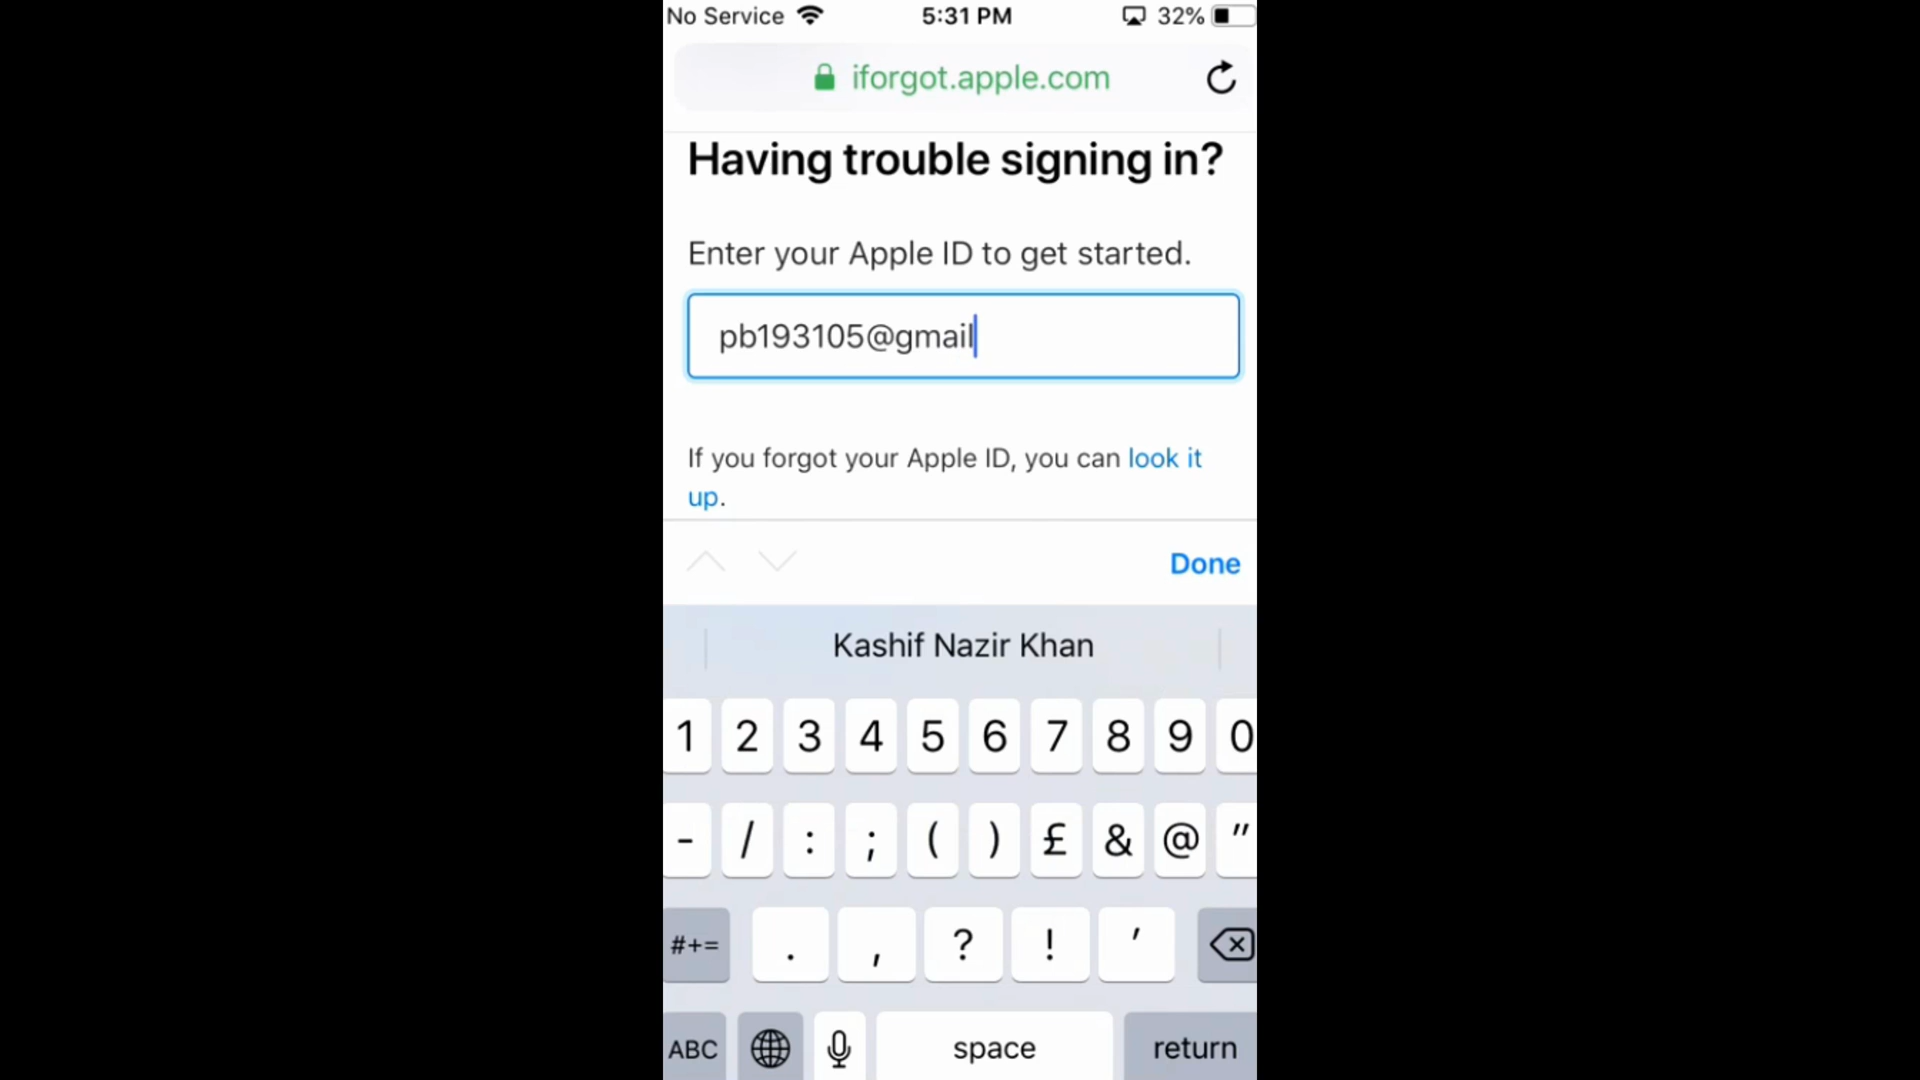 No Service 5:31 PM 32%
iforgot.apple.com
Having trouble signing in?
Enter your Apple ID to get started.
pb193105@gmail
If you forgot your Apple ID, you can look it
up.
Done
Kashif Nazir Khan
1 2 3 4 5 6 7 8 9 0
- / : ; ( ) £ & @ "
#+= . , ? ! '
ABC space return